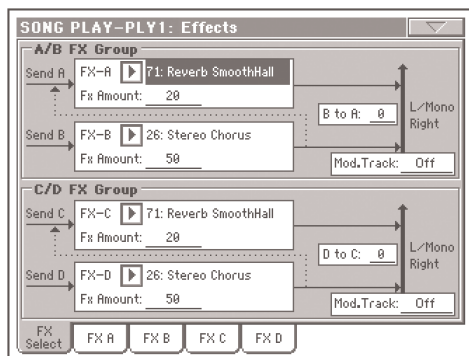 SONG PLAY-PLY1: Effects
A/B FX Group
Send A
FX-A
71: Reverb SmoothHall
Fx Amount: 20
B to A: 0
L/Mono
Right
Send B
FX-B
26: Stereo Chorus
Fx Amount: 50
Mod.Track: Off
C/D FX Group
Send C
FX-C
71: Reverb SmoothHall
Fx Amount: 20
D to C: 0
L/Mono
Right
Send D
FX-D
26: Stereo Chorus
Fx Amount: 50
Mod.Track: Off
FX
Select
FX A
FX B
FX C
FX D